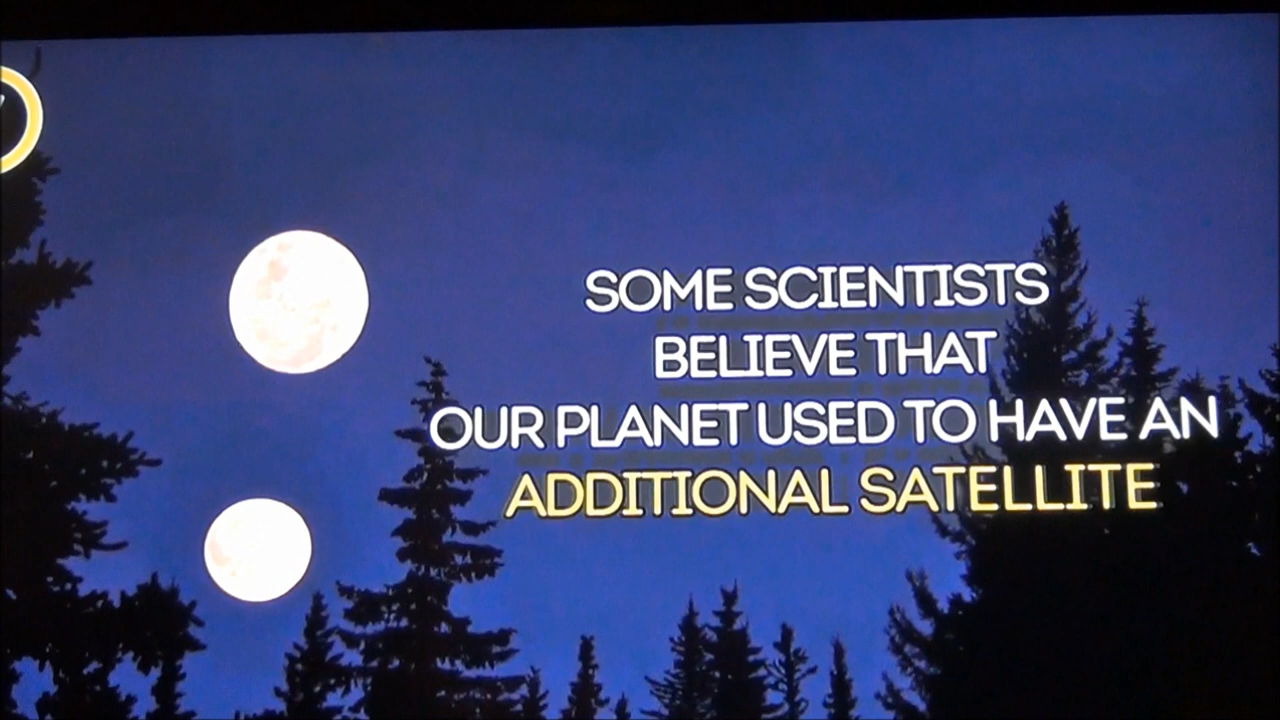 SOME SCIENTISTS
BELIEVE THAT
OUR PLANET USED TO HAVE AN
ADDITIONAL SATELLITE